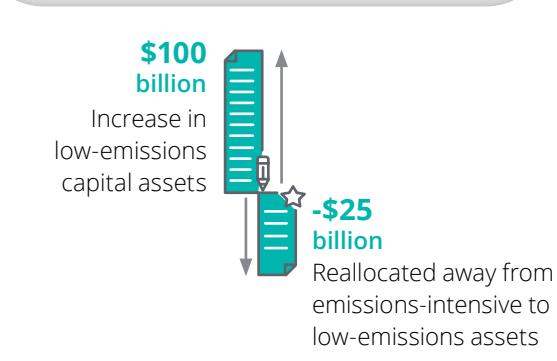 $100
billion
Increase in
low-emissions
capital assets
-$25
billion
Reallocated away from
emissions-intensive to
low-emissions assets